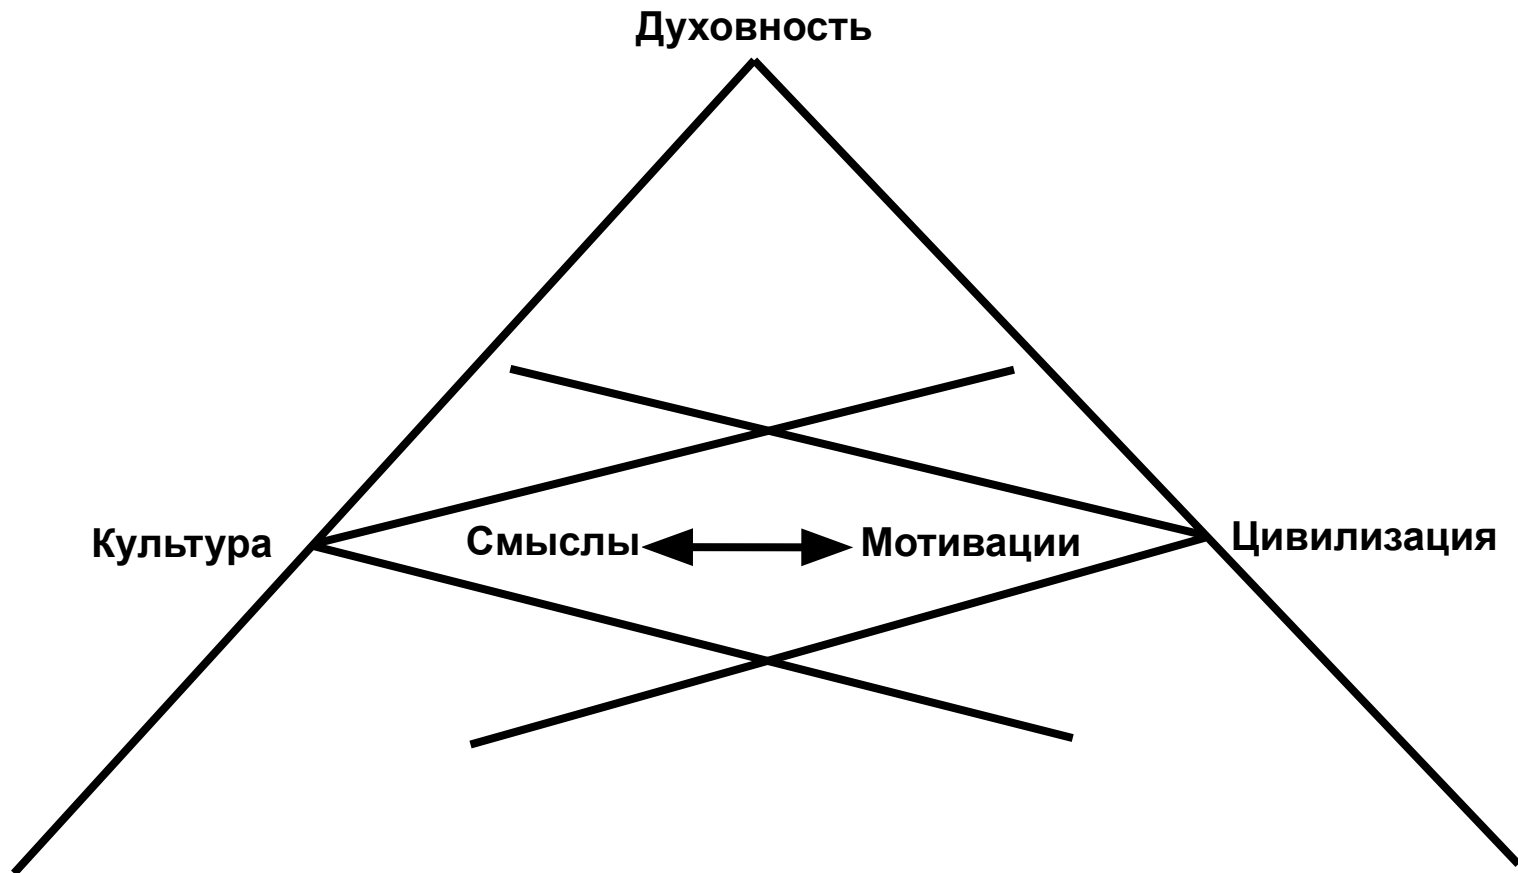 Духовность
Культура
Смыслы
Мотивации
Цивилизация